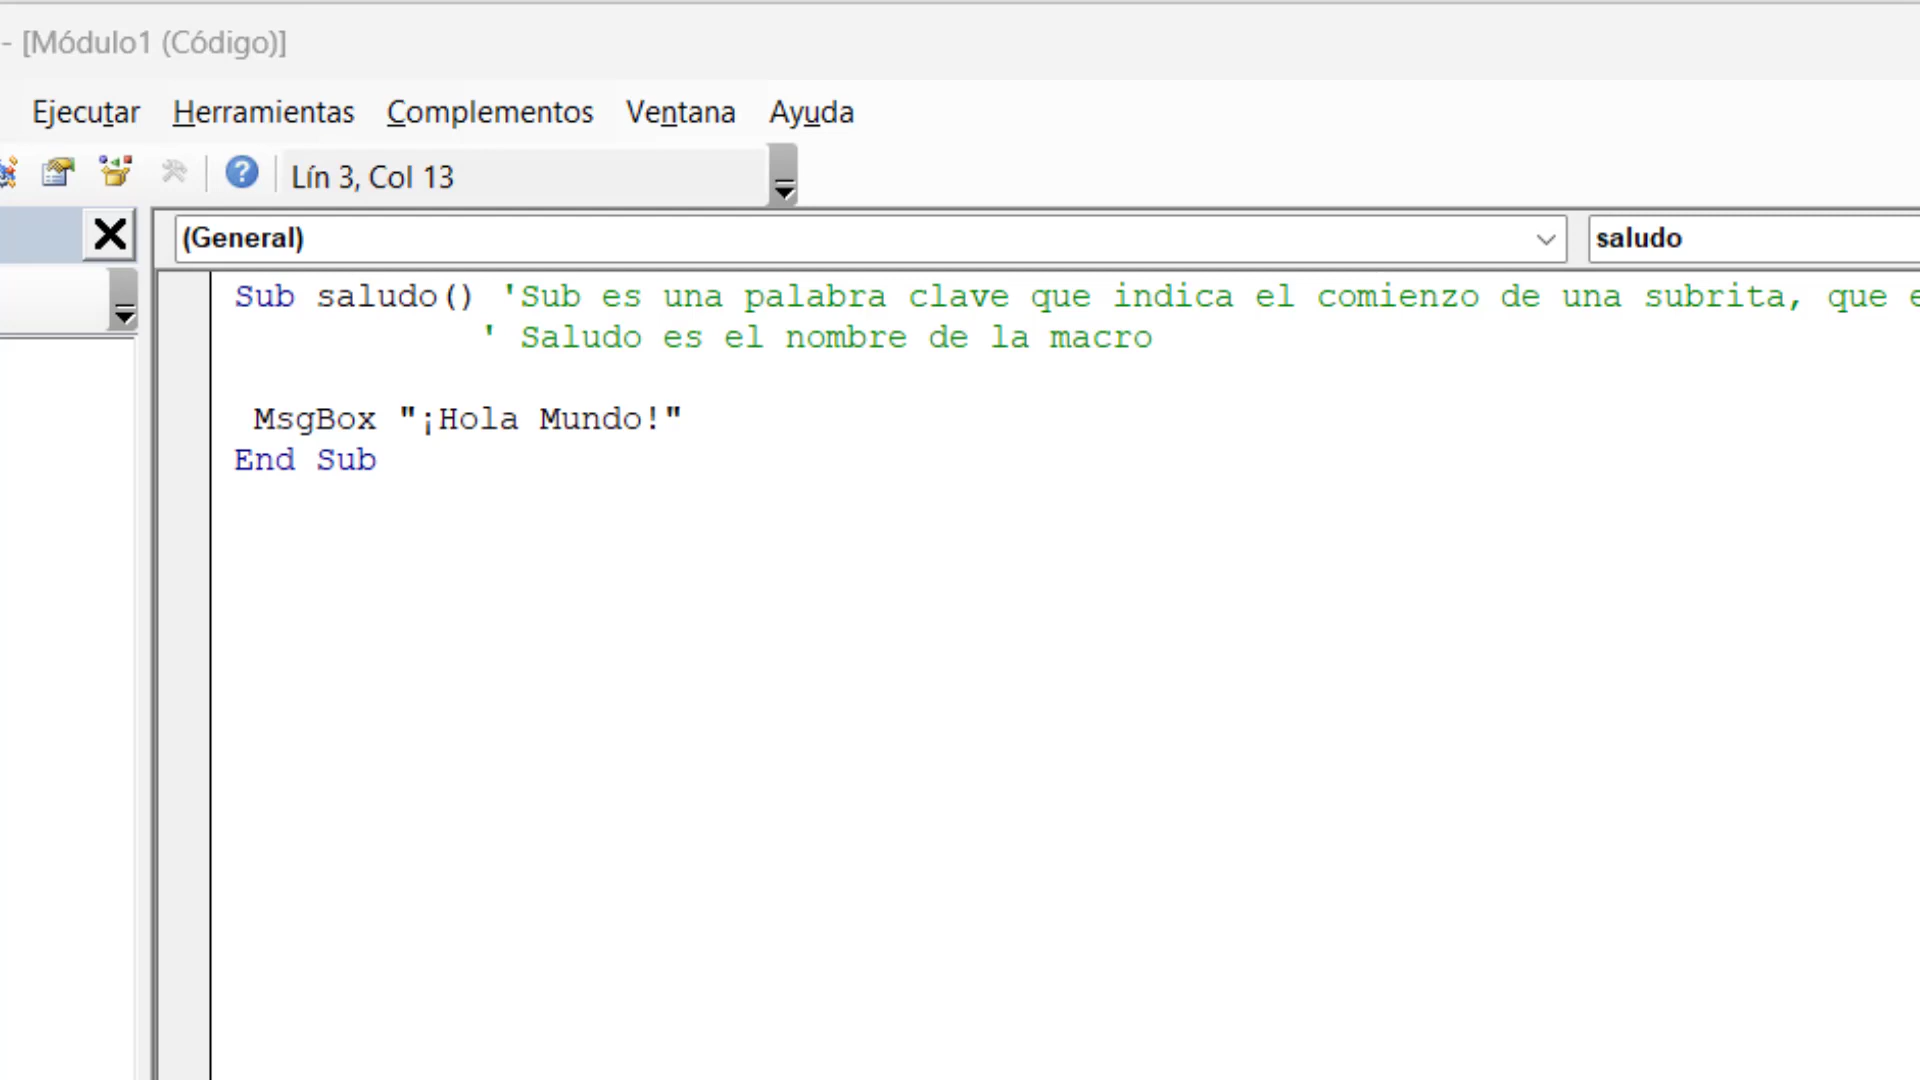 - [Módulo1 (Código)]
Ejecutar Herramientas Complementos Ventana Ayuda
Lín 3, Col 13
(General) saludo
Sub saludo() 'Sub es una palabra clave que indica el comienzo de una subrita, que
' Saludo es el nombre de la macro
MsgBox "¡Hola Mundo!"
End Sub